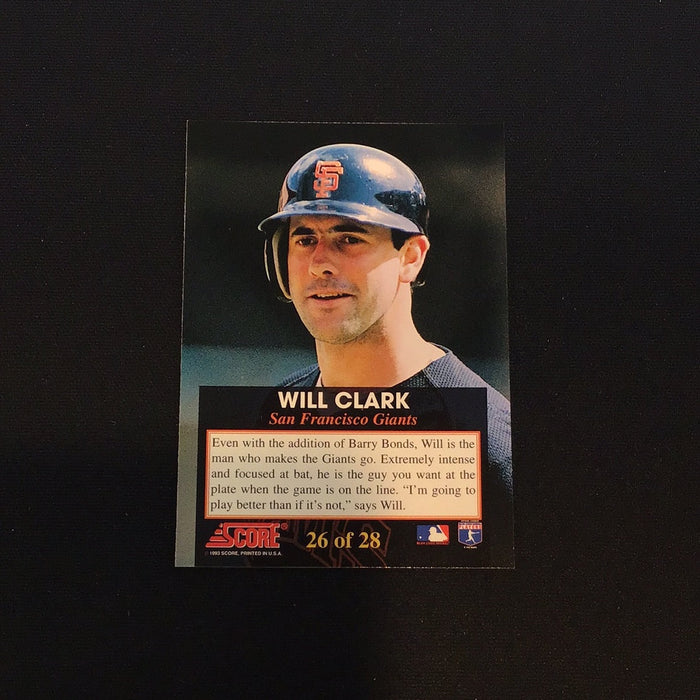 SF
WILL CLARK
San Francisco Giants
Even with the addition of Barry Bonds, Will is the
man who makes the Giants go. Extremely intense
and focused at bat, he is the guy you want at the
plate when the game is on the line. “I'm going to
play better than if it's not,” says Will.
SCORE®
26 of 28
© 1993 SCORE, PRINTED IN U.S.A.
PLAYERS